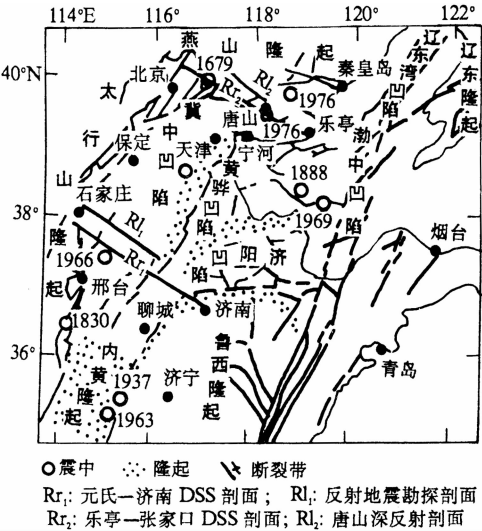 114°E 116° 118° 120° 122°
燕山隆起
辽东湾凹陷
辽东隆起
1679
40°N
北京
Rr₂
Rl₂
秦皇岛
1976
太行山隆起
冀中凹陷
唐山
1976
乐亭
保定
天津
宁河
黄骅凹陷
渤中凹陷
1888
石家庄
Rl₁
38°
1969
烟台
济阳凹陷
1966
Rr
邢台
聊城
济南
1830
36°
内黄隆起
鲁西隆起
青岛
1937
济宁
1963
震中 隆起 断裂带
Rr₁: 元氏—济南 DSS 剖面; Rl₁: 反射地震勘探剖面
Rr₂: 乐亭—张家口 DSS 剖面; Rl₁: 唐山深反射剖面